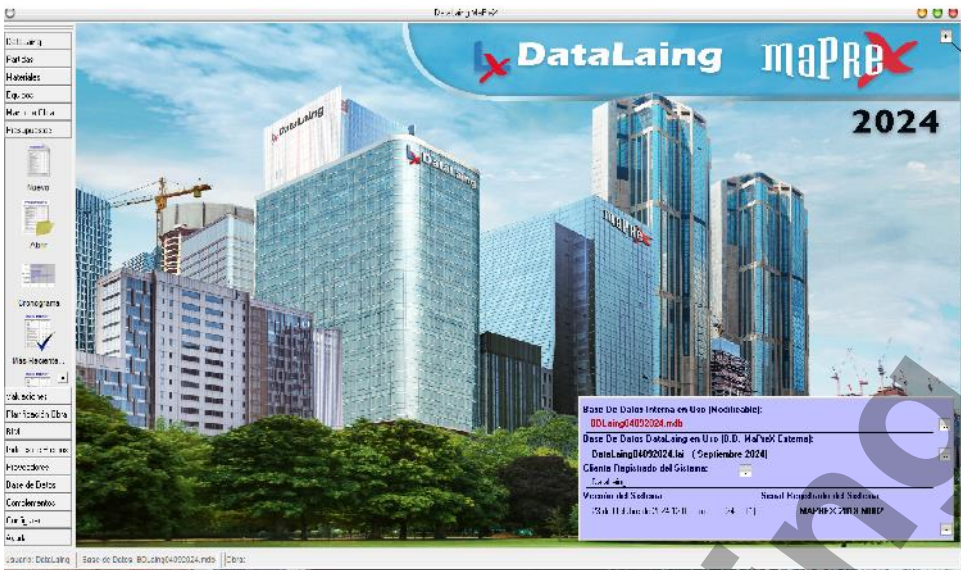 DataLaing MaPreX
DataLaing maPReX
2024
DataLaing
Partidas
Materiales
Equipos
Mano de Obra
Presupuestos
Nuevo
Abrir
Cronograma
Más Reciente...
Valuaciones
Planificación Obra
Proveedores
Base de Datos
Complementos
Configurar
Ayuda
DataLaing
DataLaing
maPReX
Base De Datos Interna en Uso (Modificable):
BDLaing04092024.mdb
Base De Datos DataLaing en Uso (B.D. MaPreX Externa):
DataLaing04092024.lai ( Septiembre 2024)
Cliente Registrado del Sistema:
DataLaing
Versión del Sistema Serial Registrado del Sistema
Usuario: DataLaing Base de Datos: BDLaing04092024.mdb Obra: